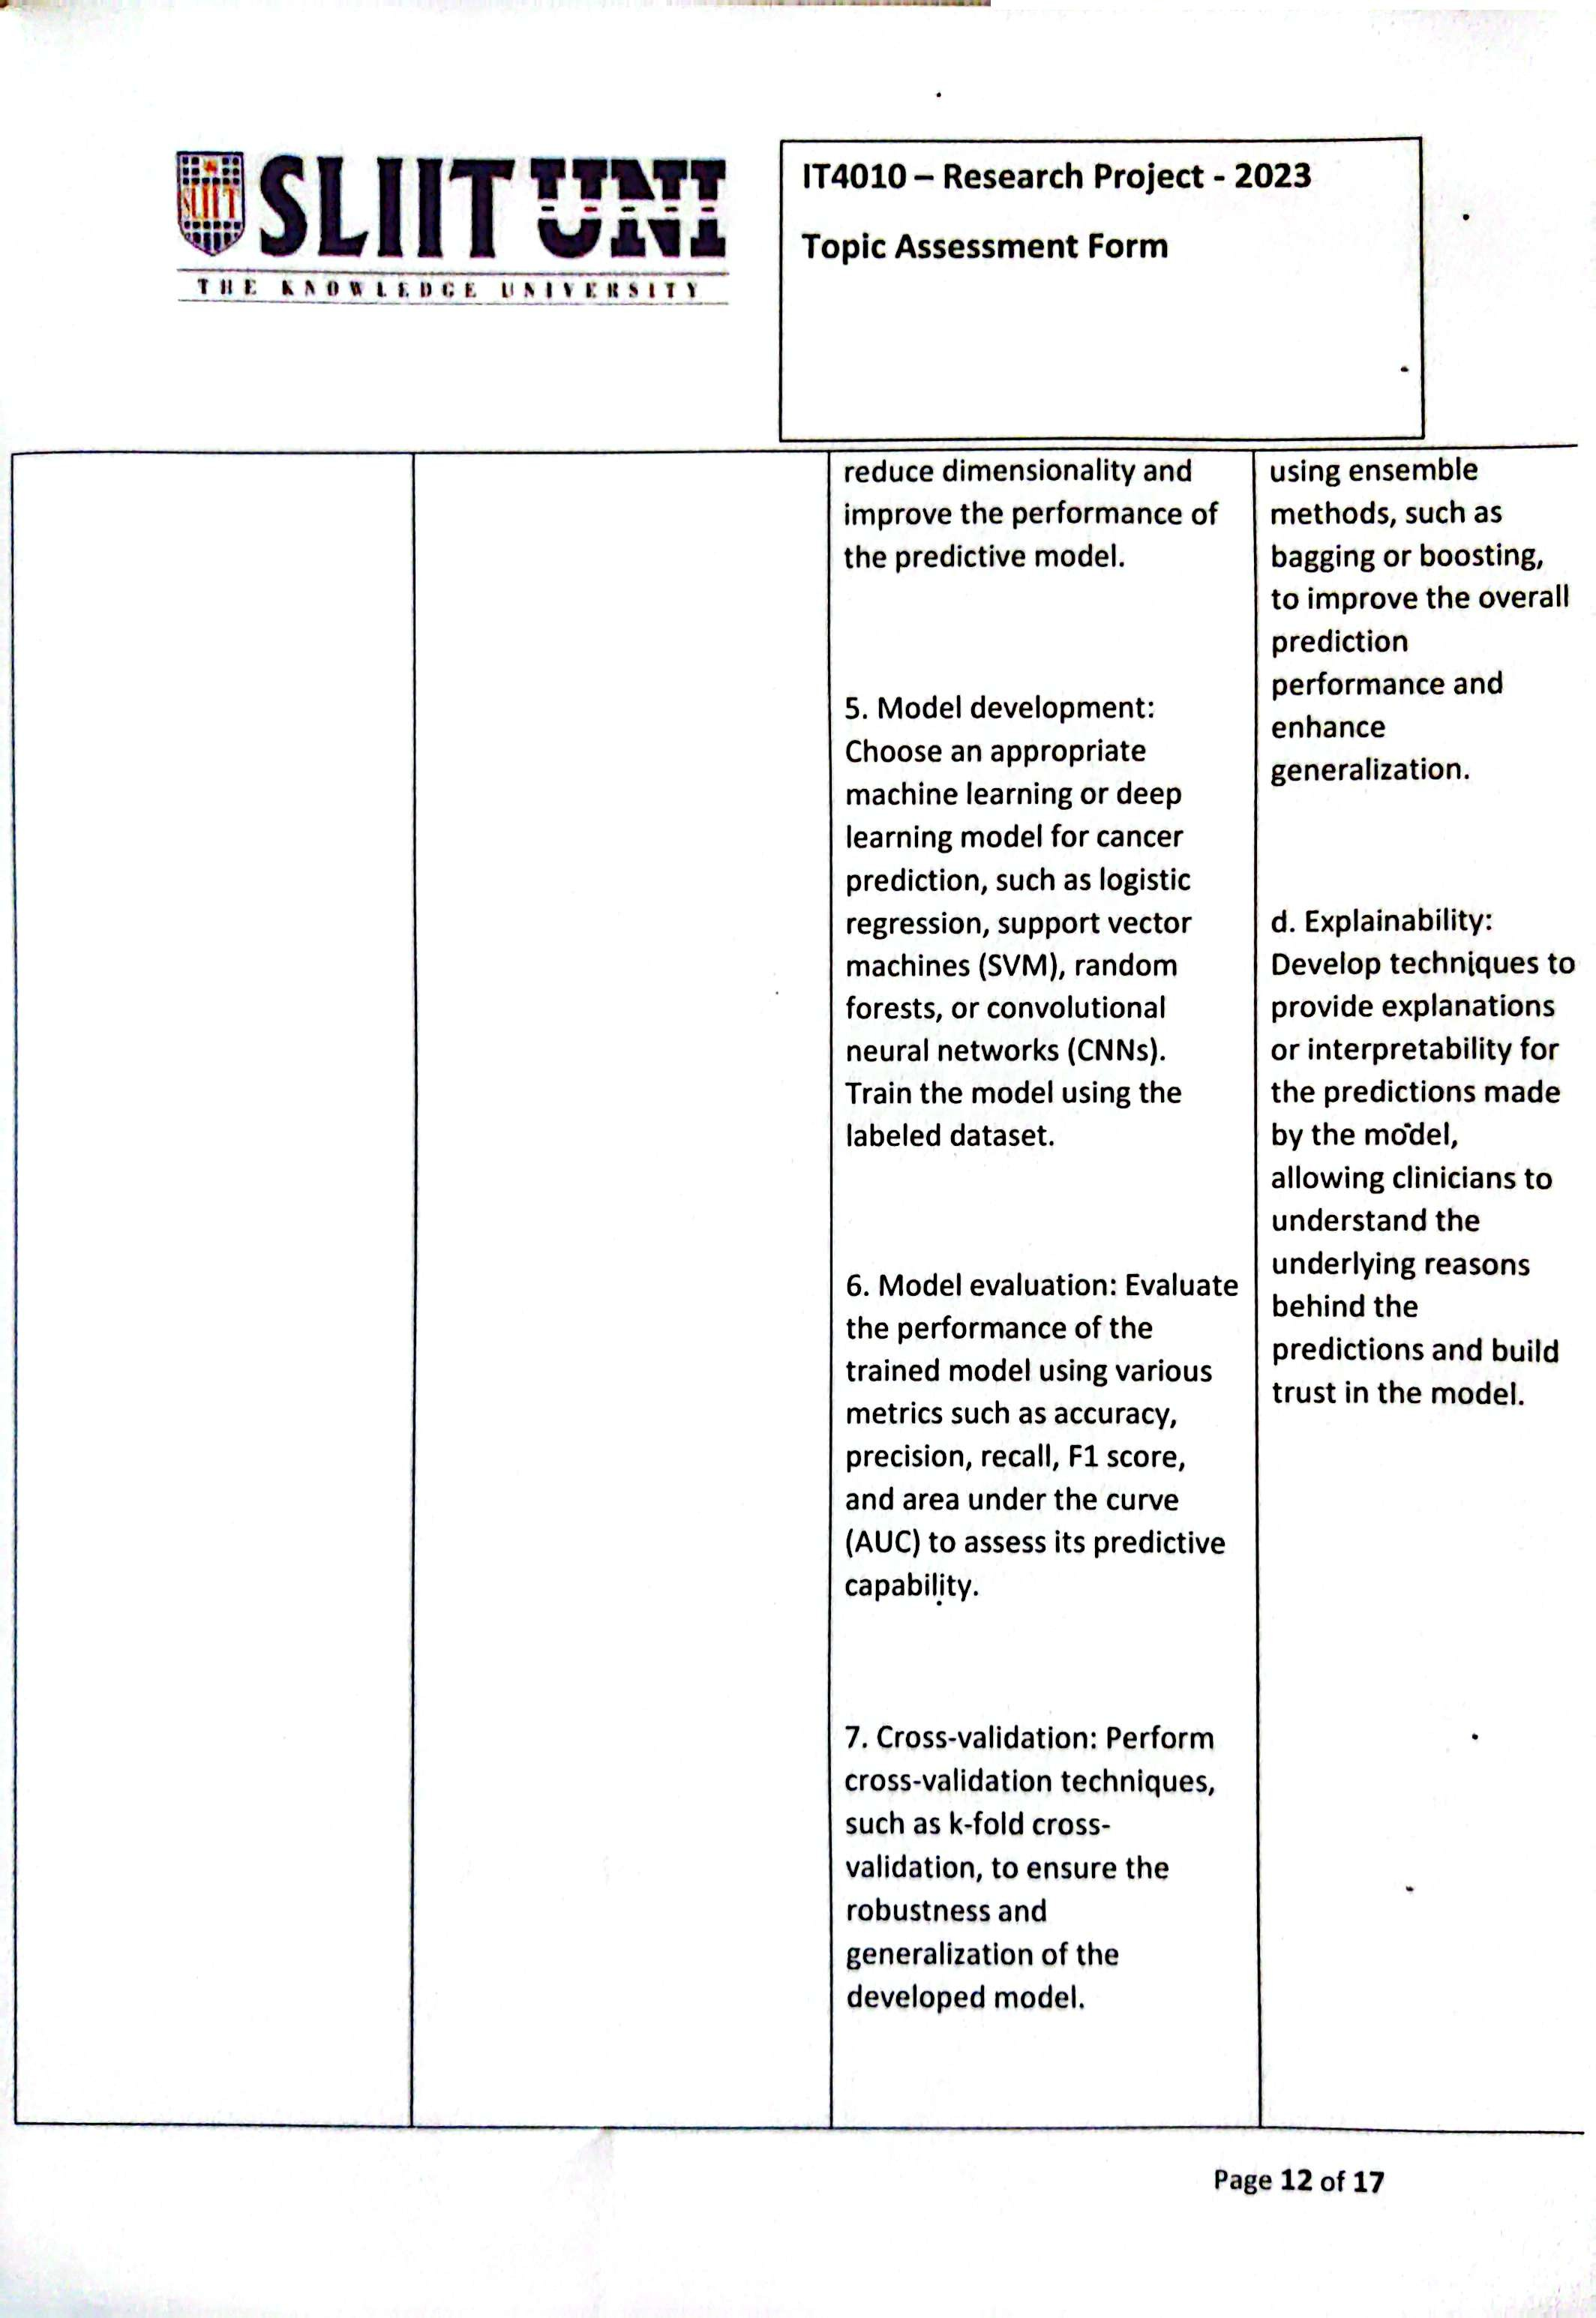 SLIIT
SLIIT UNI
THE KNOWLEDGE UNIVERSITY
IT4010 – Research Project - 2023
Topic Assessment Form
reduce dimensionality and
improve the performance of
the predictive model.
5. Model development:
Choose an appropriate
machine learning or deep
learning model for cancer
prediction, such as logistic
regression, support vector
machines (SVM), random
forests, or convolutional
neural networks (CNNs).
Train the model using the
labeled dataset.
6. Model evaluation: Evaluate
the performance of the
trained model using various
metrics such as accuracy,
precision, recall, F1 score,
and area under the curve
(AUC) to assess its predictive
capability.
7. Cross-validation: Perform
cross-validation techniques,
such as k-fold cross-
validation, to ensure the
robustness and
generalization of the
developed model.
using ensemble
methods, such as
bagging or boosting,
to improve the overall
prediction
performance and
enhance
generalization.
d. Explainability:
Develop techniques to
provide explanations
or interpretability for
the predictions made
by the model,
allowing clinicians to
understand the
underlying reasons
behind the
predictions and build
trust in the model.
Page 12 of 17